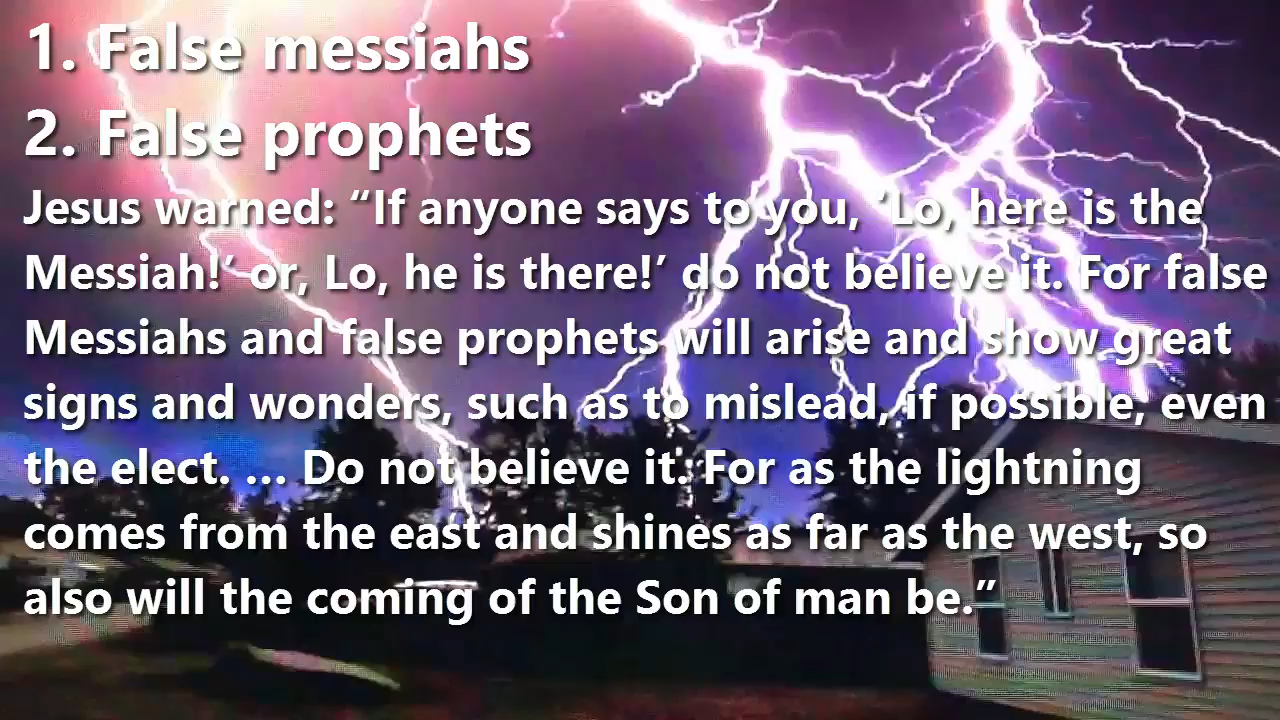 1. False messiahs
2. False prophets
Jesus warned: “If anyone says to you, ‘Lo, here is the
Messiah!’ or, Lo, he is there!’ do not believe it. For false
Messiahs and false prophets will arise and show great
signs and wonders, such as to mislead, if possible, even
the elect. … Do not believe it. For as the lightning
comes from the east and shines as far as the west, so
also will the coming of the Son of man be.”